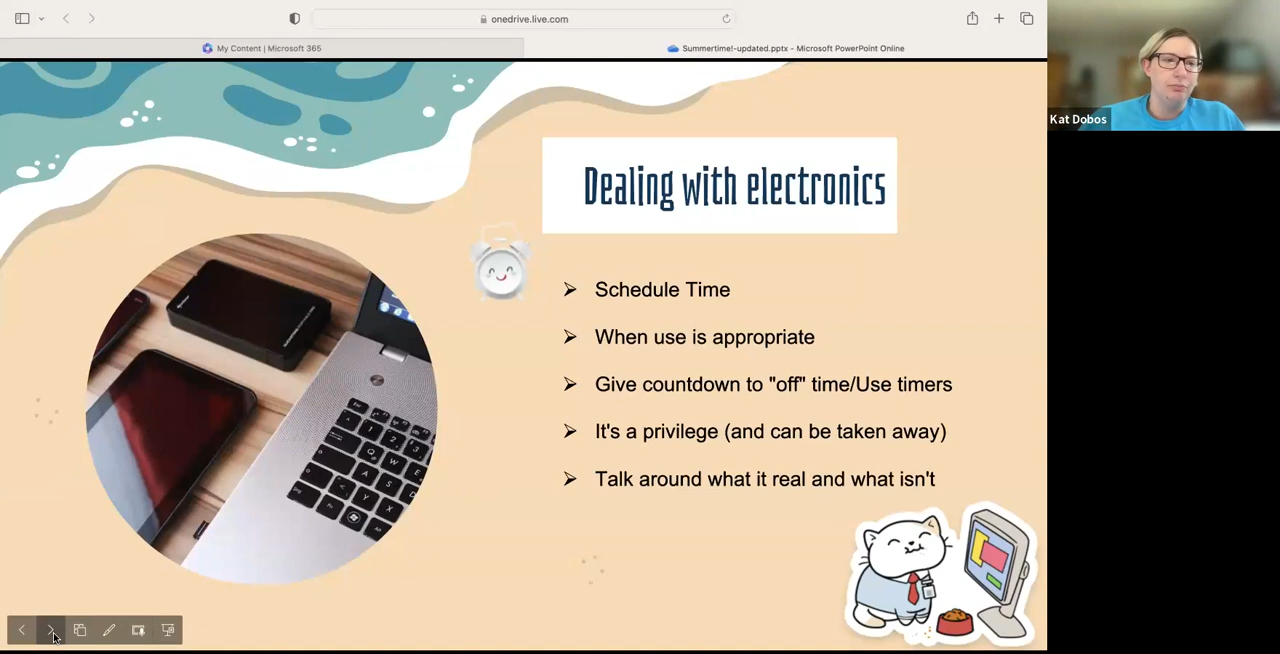 onedrive.live.com
My Content | Microsoft 365
Summertime!-updated.pptx - Microsoft PowerPoint Online
Kat Dobos
Dealing with electronics
Schedule Time
When use is appropriate
Give countdown to "off" time/Use timers
It's a privilege (and can be taken away)
Talk around what it real and what isn't